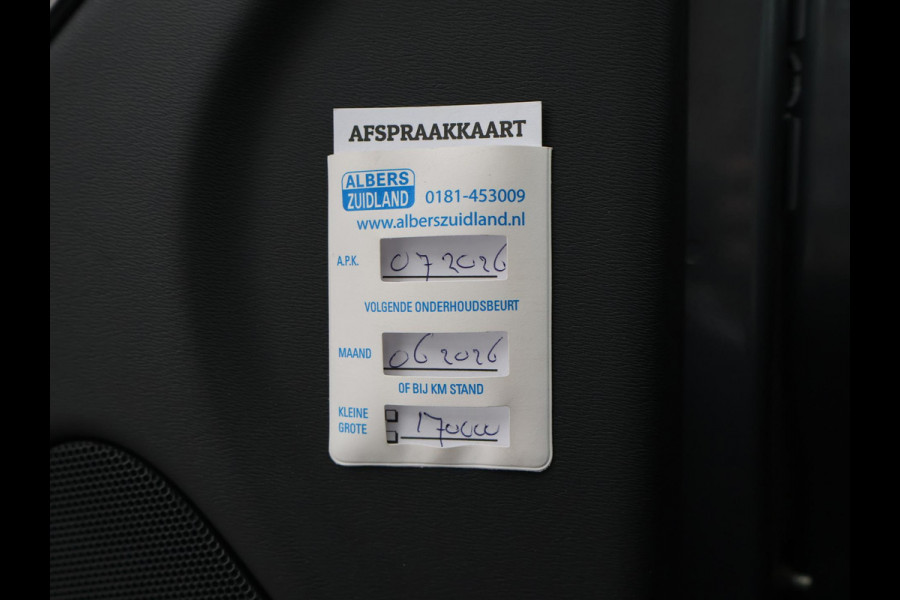 AFSPRAAKKAART
ALBERS
ZUIDLAND
0181-453009
www.alberszuidland.nl
A.P.K. 07 2026
VOLGENDE ONDERHOUDSBEURT
MAAND 06 2026
OF BIJ KM STAND
KLEINE
GROTE
170000